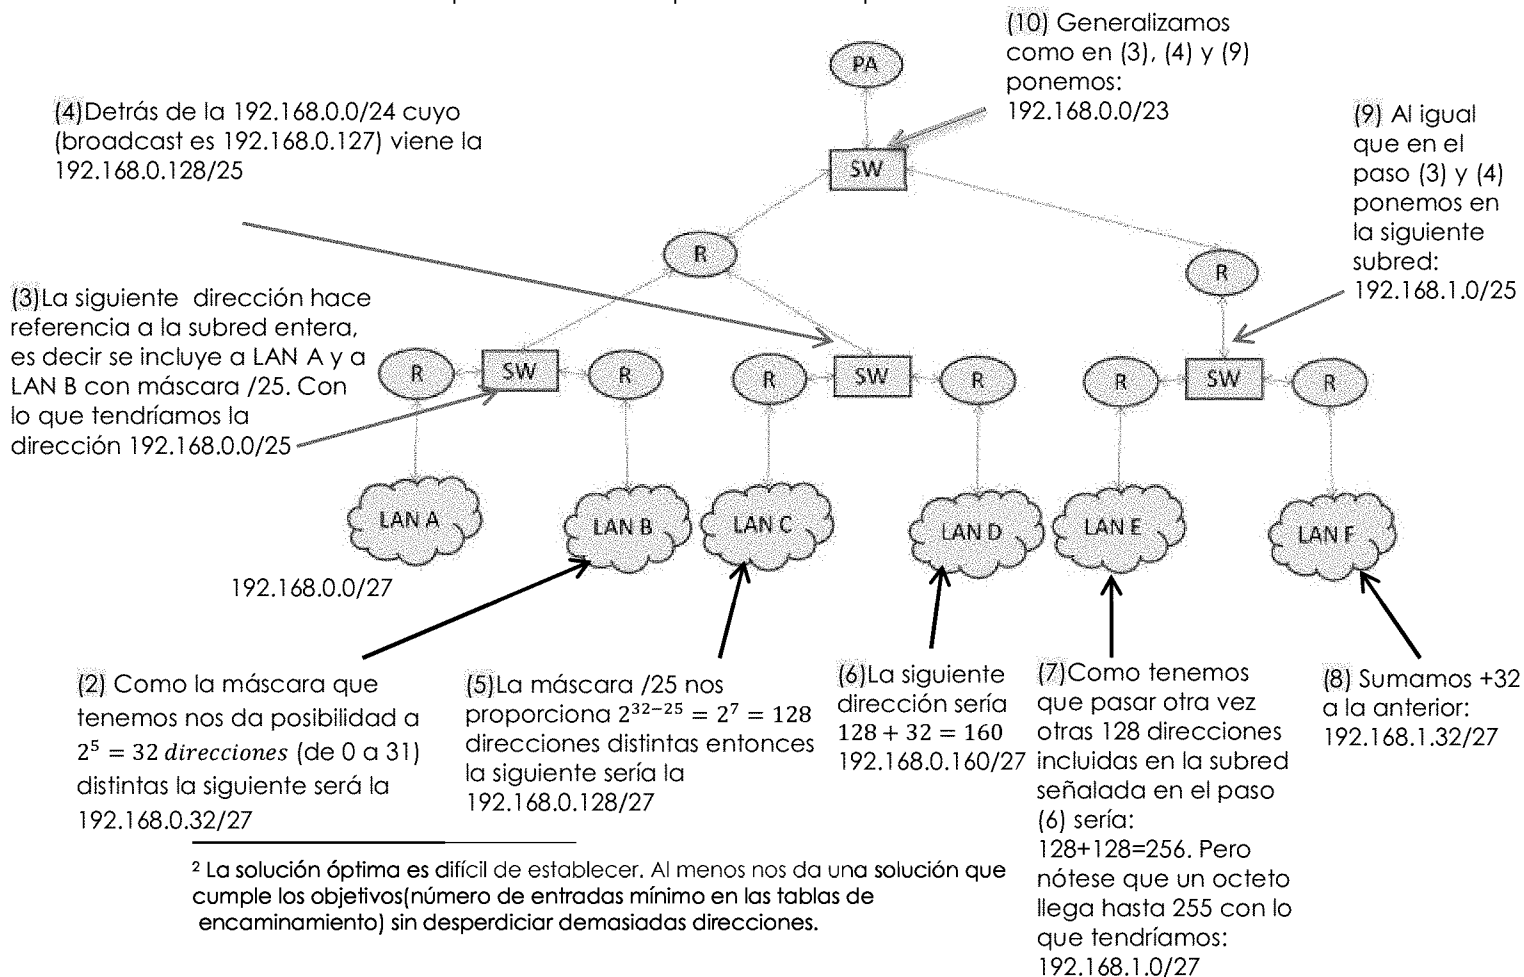 (10) Generalizamos
como en (3), (4) y (9)
ponemos:
192.168.0.0/23
PA
(4)Detrás de la 192.168.0.0/24 cuyo
(broadcast es 192.168.0.127) viene la
192.168.0.128/25
(9) Al igual
que en el
paso (3) y (4)
ponemos en
la siguiente
subred:
192.168.1.0/25
SW
R
R
(3)La siguiente dirección hace
referencia a la subred entera,
es decir se incluye a LAN A y a
LAN B con máscara /25. Con
lo que tendríamos la
dirección 192.168.0.0/25
R
SW
R
R
SW
R
R
SW
R
LAN A
LAN B
LAN C
LAN D
LAN E
LAN F
192.168.0.0/27
(2) Como la máscara que
tenemos nos da posibilidad a
2⁵ = 32 direcciones (de 0 a 31)
distintas la siguiente será la
192.168.0.32/27
(5)La máscara /25 nos
proporciona 2³²⁻²⁵ = 2⁷ = 128
direcciones distintas entonces
la siguiente sería la
192.168.0.128/27
(6)La siguiente
dirección sería
128 + 32 = 160
192.168.0.160/27
(7)Como tenemos
que pasar otra vez
otras 128 direcciones
incluidas en la subred
señalada en el paso
(6) sería:
128+128=256. Pero
nótese que un octeto
llega hasta 255 con lo
que tendríamos:
192.168.1.0/27
(8) Sumamos +32
a la anterior:
192.168.1.32/27
² La solución óptima es difícil de establecer. Al menos nos da una solución que
cumple los objetivos(número de entradas mínimo en las tablas de
encaminamiento) sin desperdiciar demasiadas direcciones.